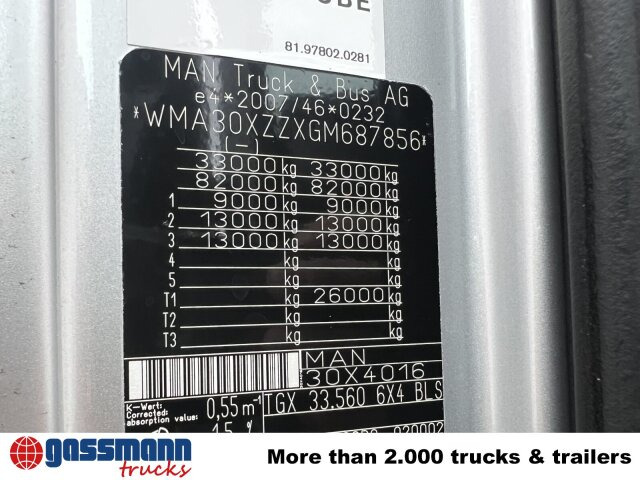 81.97802.0281
MAN Truck & Bus AG
e4*2007/46*0232
*WMA30XZZXGM687856*
(-)
33000kg 33000kg
82000kg 82000kg
1 9000kg 9000kg
2 13000kg 13000kg
3 13000kg 13000kg
4 kg kg
5 kg kg
T1 kg 26000kg
T2 kg kg
T3 kg kg
MAN
30X4016
K-Wert:
Corrected
absorption value:
0,55m-1
TGX 33.560 6X4 BLS
gassmann
trucks
More than 2.000 trucks & trailers